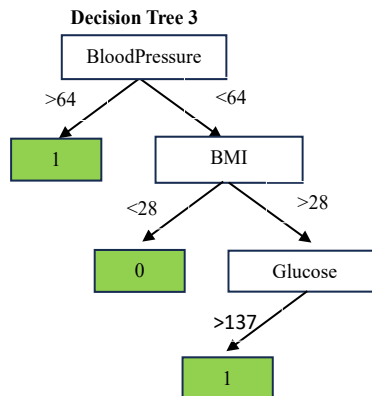 Decision Tree 3
BloodPressure
>64
<64
1
BMI
<28
>28
0
Glucose
>137
1